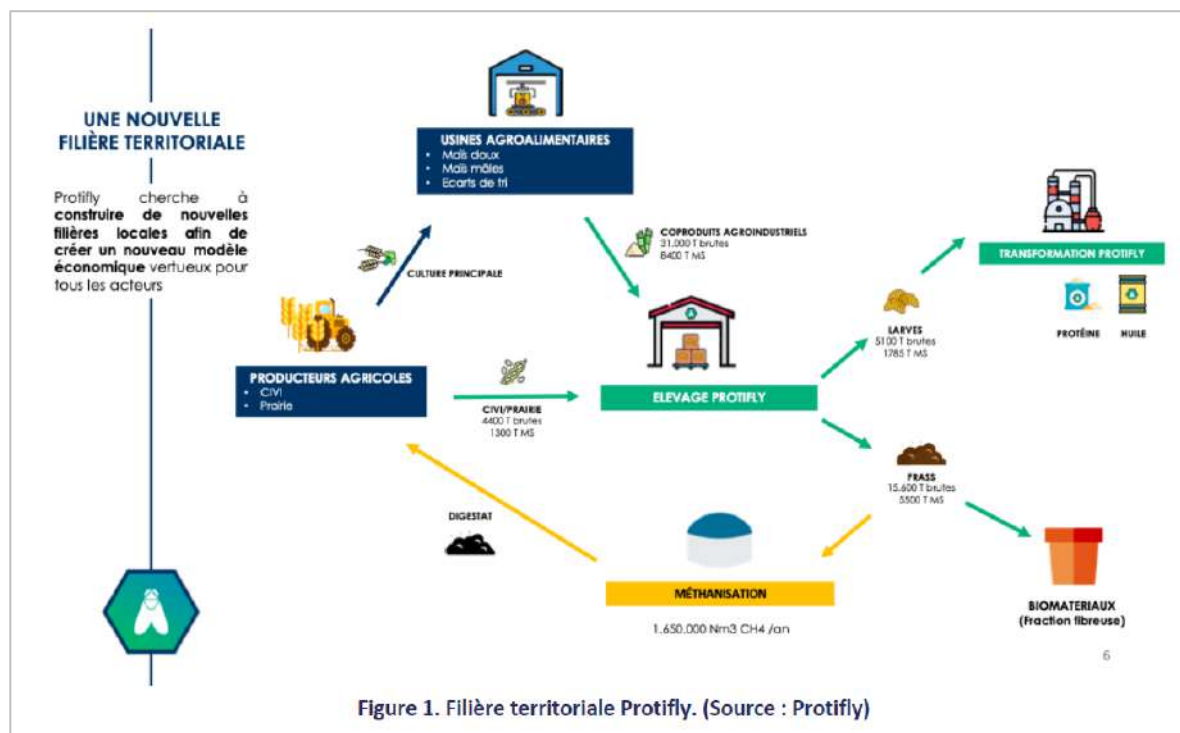 UNE NOUVELLE
FILIÈRE TERRITORIALE
Protifly cherche à
construire de nouvelles
filières locales afin de
créer un nouveau modèle
économique vertueux pour
tous les acteurs
USINES AGROALIMENTAIRES
• Maïs doux
• Maïs mâles
• Ecarts de tri
COPRODUITS AGROINDUSTRIELS
31.000 T brutes
8400 T MS
CULTURE PRINCIPALE
TRANSFORMATION PROTIFLY
PROTÉINE
HUILE
LARVES
5100 T brutes
1785 T MS
PRODUCTEURS AGRICOLES
• CIVI
• Prairie
CIVI/PRAIRIE
4400 T brutes
1300 T MS
ELEVAGE PROTIFLY
FRASS
15.600 T brutes
5500 T MS
DIGESTAT
MÉTHANISATION
1.650.000 Nm3 CH4 /an
BIOMATERIAUX
(Fraction fibreuse)
6
Figure 1. Filière territoriale Protifly. (Source : Protifly)